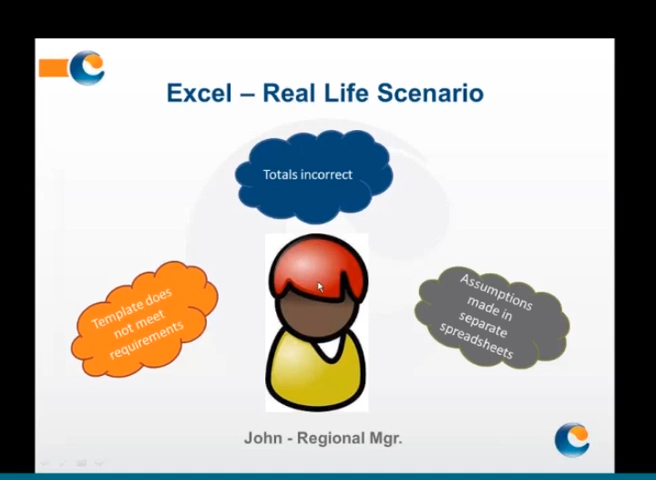 Excel – Real Life Scenario
Totals incorrect
Template does
not meet
requirements
Assumptions
made in
separate
spreadsheets
John - Regional Mgr.